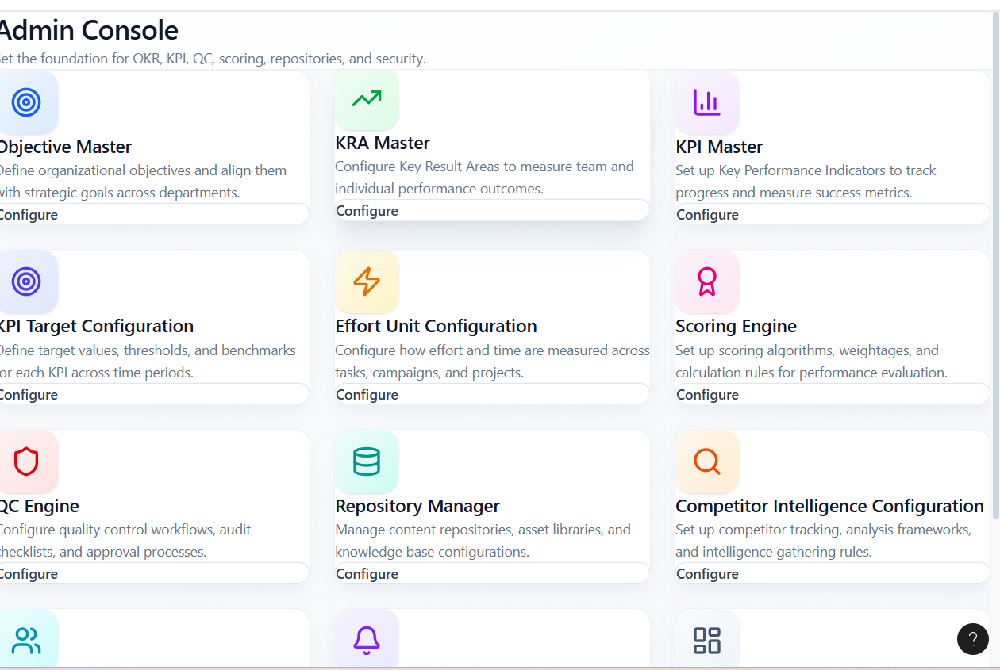 Admin Console
Set the foundation for OKR, KPI, QC, scoring, repositories, and security.
Objective Master
Define organizational objectives and align them
with strategic goals across departments.
Configure
KRA Master
Configure Key Result Areas to measure team and
individual performance outcomes.
Configure
KPI Master
Set up Key Performance Indicators to track
progress and measure success metrics.
Configure
KPI Target Configuration
Define target values, thresholds, and benchmarks
for each KPI across time periods.
Configure
Effort Unit Configuration
Configure how effort and time are measured across
tasks, campaigns, and projects.
Configure
Scoring Engine
Set up scoring algorithms, weightages, and
calculation rules for performance evaluation.
Configure
QC Engine
Configure quality control workflows, audit
checklists, and approval processes.
Configure
Repository Manager
Manage content repositories, asset libraries, and
knowledge base configurations.
Configure
Competitor Intelligence Configuration
Set up competitor tracking, analysis frameworks,
and intelligence gathering rules.
Configure
?